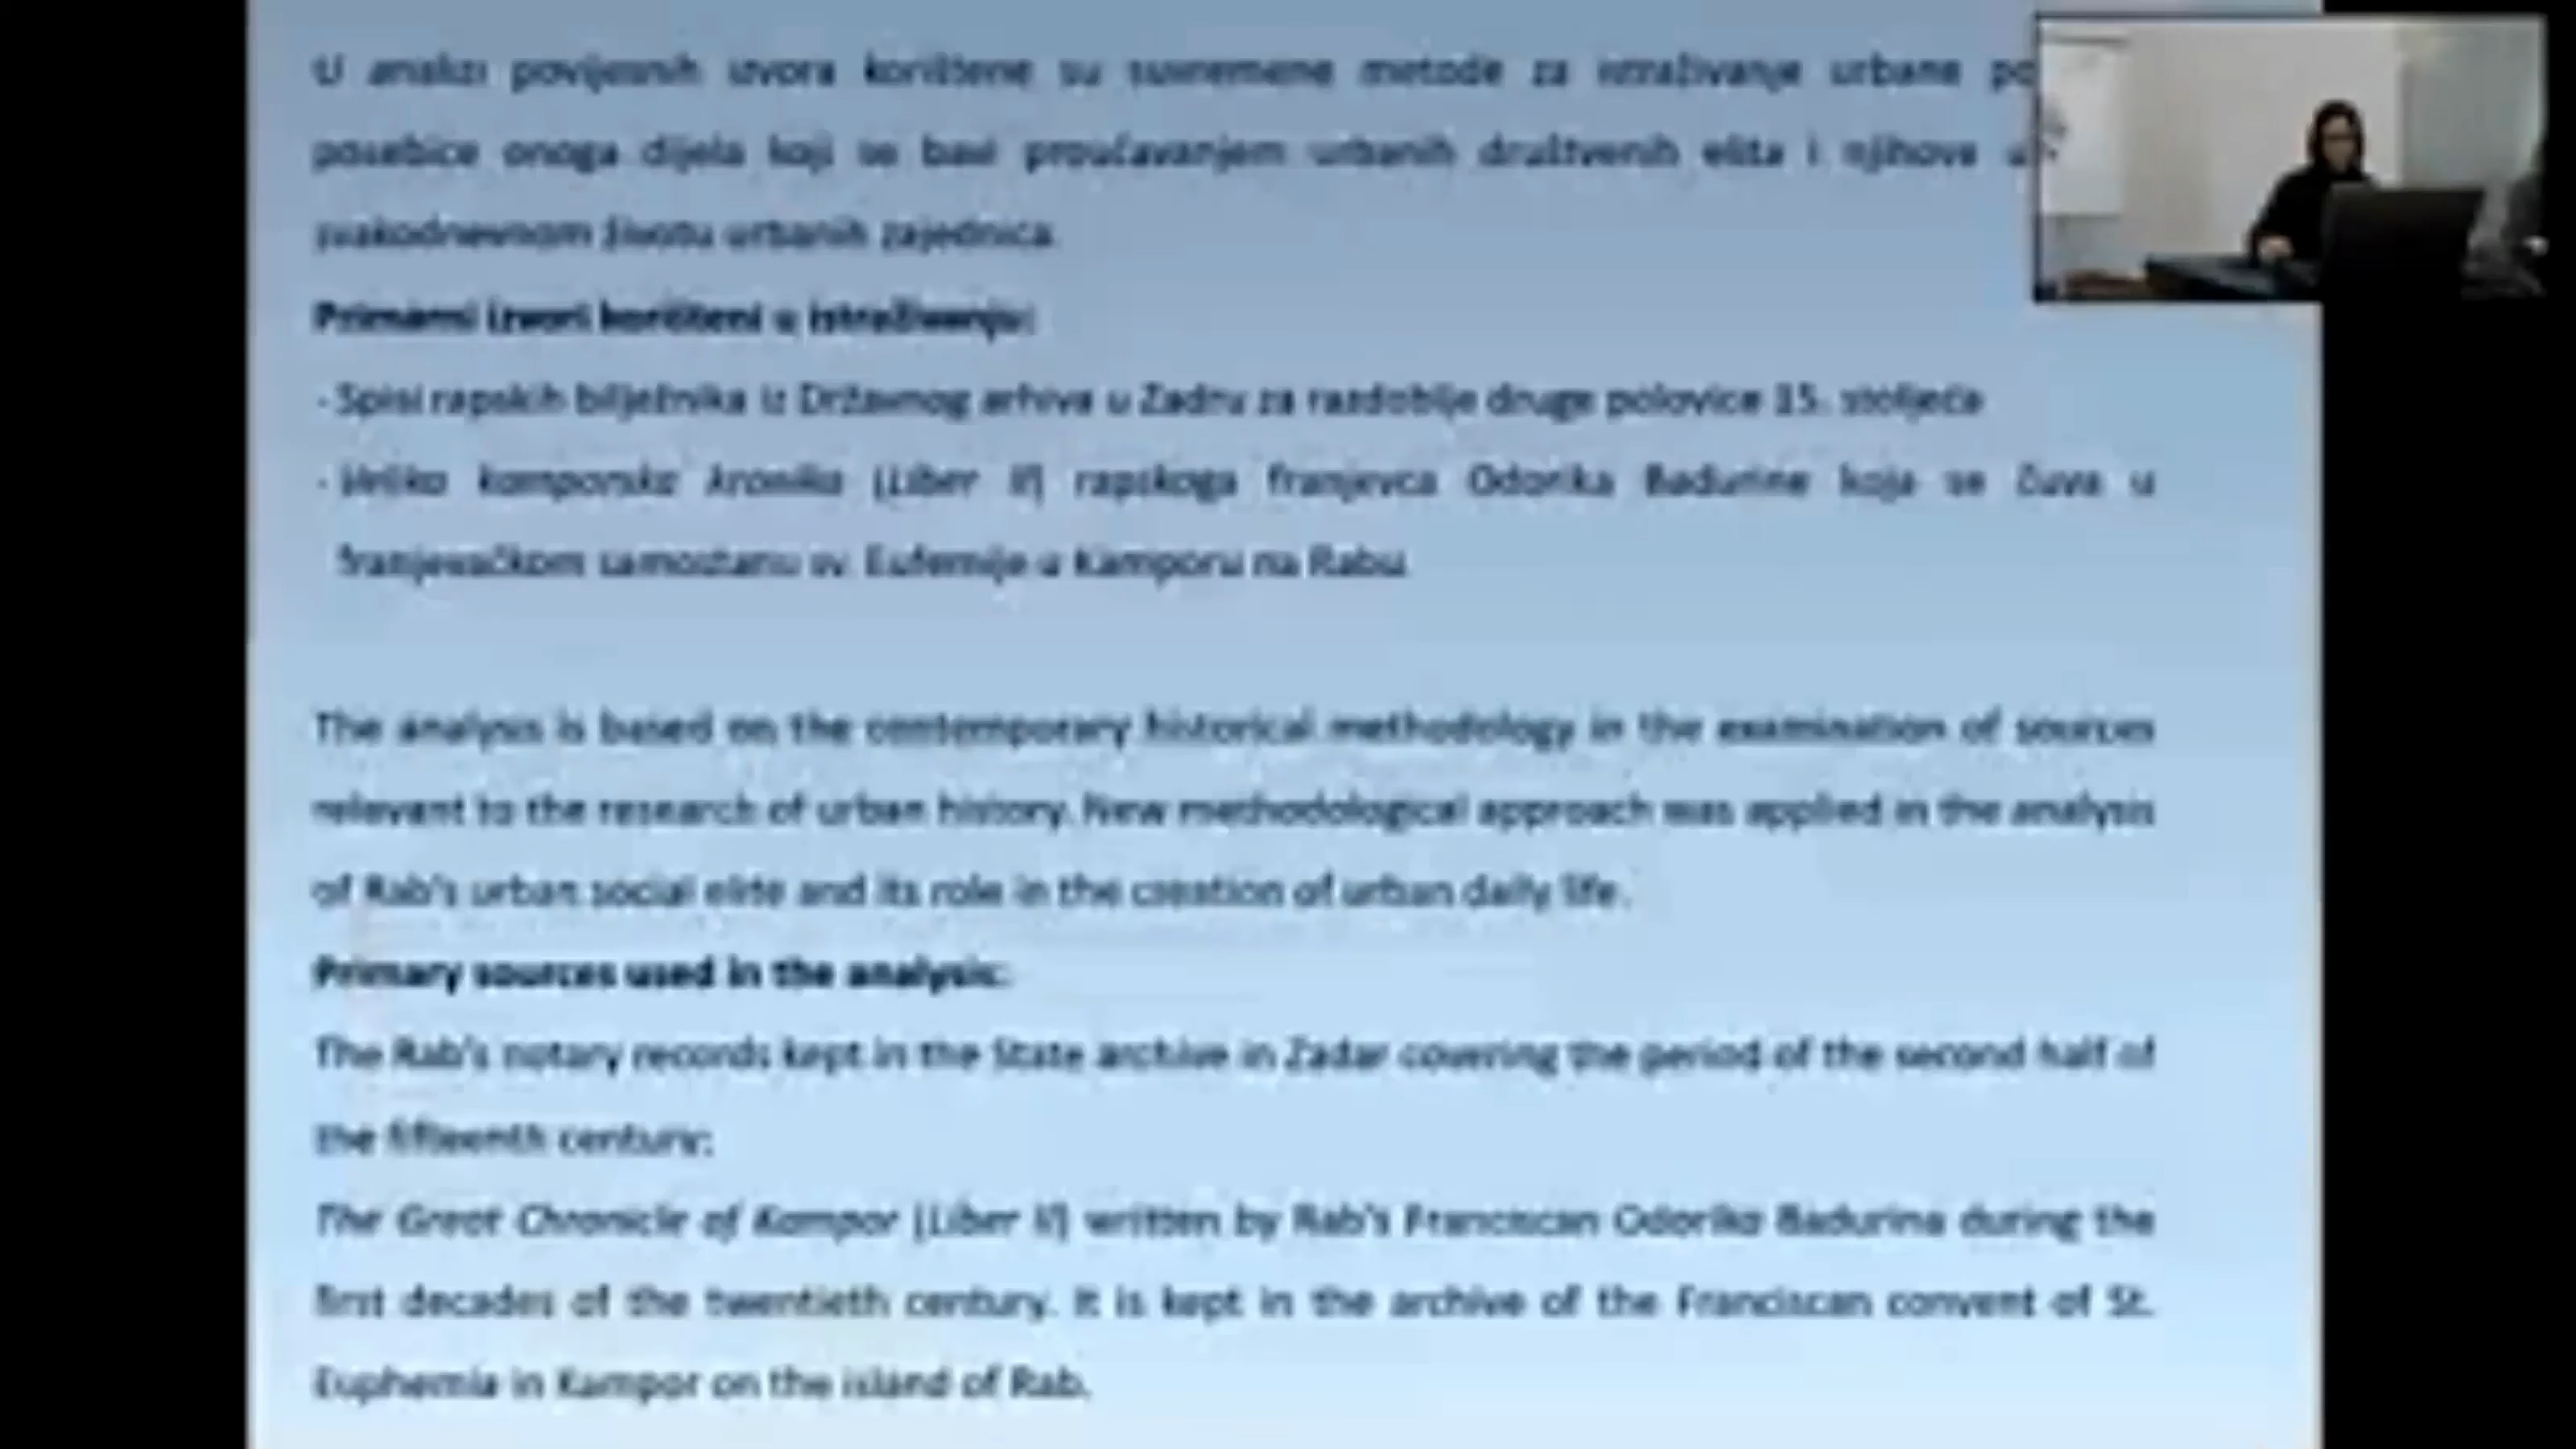 U analizi povijesnih izvora korištene su suvremene metode za istraživanje urbane
posebice onoga dijela koji se bavi proučavanjem urbanih društvenih elita i njihove
svakodnevnom životu urbanih zajednica.
Primarni izvori korišteni u istraživanju:
- Spisi rapskih bilježnika iz Državnog arhiva u Zadru za razdoblje druge polovice 15. stoljeća
- Velika kamporska kronika (Liber II) rapskoga franjevca Odorika Badurine koja se čuva u
franjevačkom samostanu sv. Eufemije u Kamporu na Rabu.
The analysis is based on the contemporary historical methodology in the examination of sources
relevant to the research of urban history. New methodological approach was applied in the analysis
of Rab's urban social elite and its role in the creation of urban daily life.
Primary sources used in the analysis:
The Rab's notary records kept in the State archive in Zadar covering the period of the second half of
the fifteenth century;
The Great Chronicle of Kampor (Liber II) written by Rab's Franciscan Odoriko Badurina during the
first decades of the twentieth century. It is kept in the archive of the Franciscan convent of St.
Euphemia in Kampor on the island of Rab.